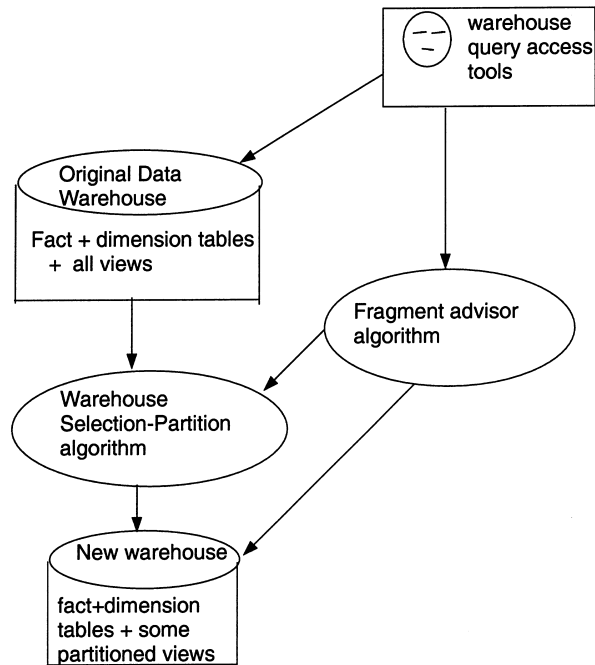 warehouse
query access
tools
Original Data
Warehouse
Fact + dimension tables
+ all views
Fragment advisor
algorithm
Warehouse
Selection-Partition
algorithm
New warehouse
fact+dimension
tables + some
partitioned views